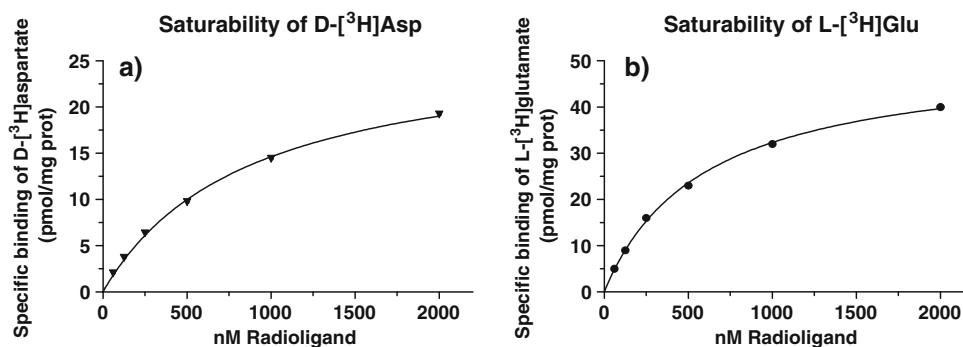 Saturability of D-[³H]Asp
a)
Specific binding of D-[³H]aspartate
(pmol/mg prot)
25
20
15
10
5
0
0 500 1000 1500 2000
nM Radioligand
Saturability of L-[³H]Glu
b)
Specific binding of L-[³H]glutamate
(pmol/mg prot)
50
40
30
20
10
0
0 500 1000 1500 2000
nM Radioligand